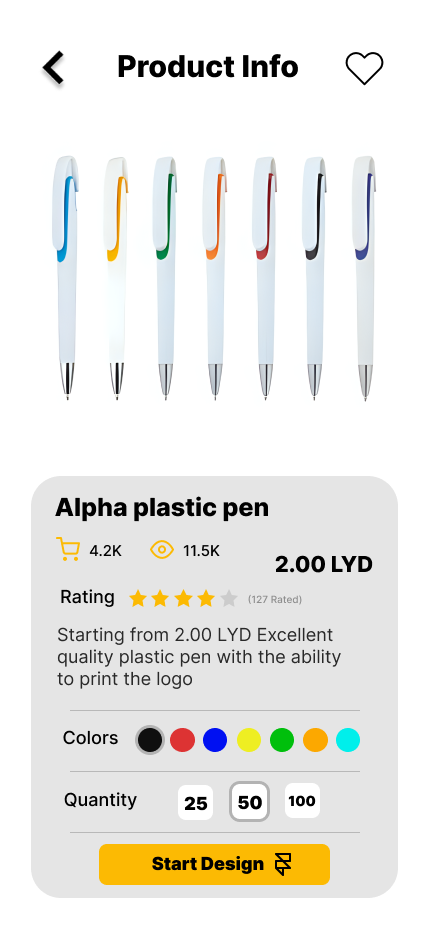 Product Info
Alpha plastic pen
4.2K 11.5K
2.00 LYD
Rating (127 Rated)
Starting from 2.00 LYD Excellent
quality plastic pen with the ability
to print the logo
Colors
Quantity 25 50 100
Start Design